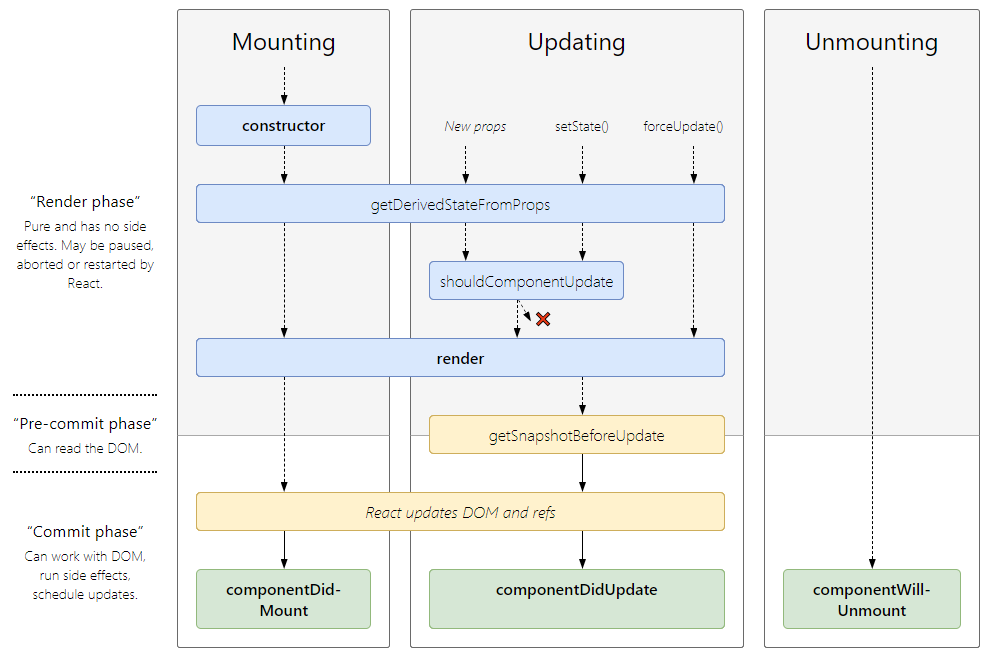 Mounting
Updating
Unmounting
constructor
New props
setState()
forceUpdate()
“Render phase”
Pure and has no side
effects. May be paused,
aborted or restarted by
React.
getDerivedStateFromProps
shouldComponentUpdate
render
“Pre-commit phase”
Can read the DOM.
getSnapshotBeforeUpdate
React updates DOM and refs
“Commit phase”
Can work with DOM,
run side effects,
schedule updates.
componentDid-
Mount
componentDidUpdate
componentWill-
Unmount